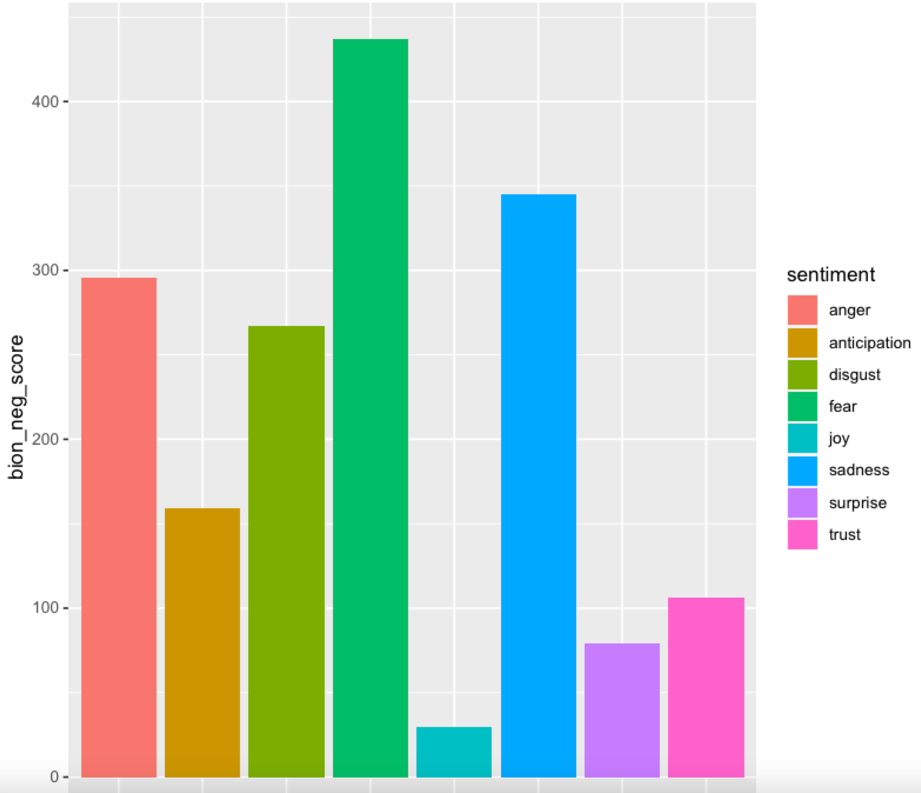 400
300
200
100
0
bion_neg_score
sentiment
anger
anticipation
disgust
fear
joy
sadness
surprise
trust